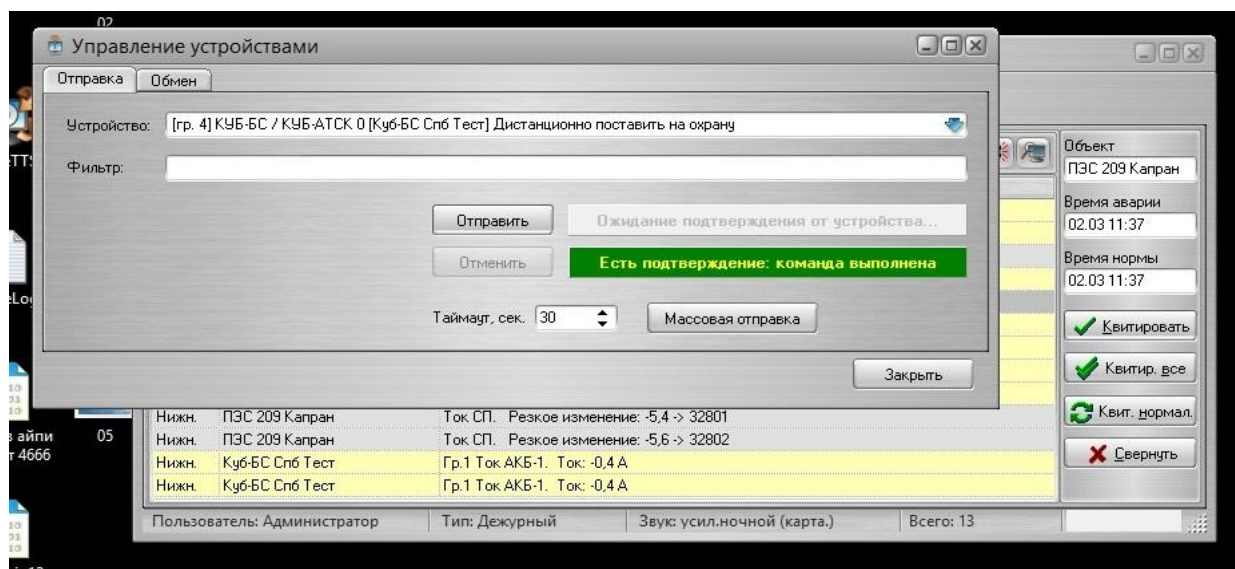 02
Управление устройствами
Отправка Обмен
Устройство: [гр. 4] КУБ-БС / КУБ-АТСК 0 [Куб-БС Спб Тест] Дистанционно поставить на охрану
Фильтр:
Отправить Ожидание подтверждения от устройства...
Отменить Есть подтверждение: команда выполнена
Таймаут, сек. 30 Массовая отправка
Закрыть
Объект
ПЭС 209 Капран
Время аварии
02.03 11:37
Время нормы
02.03 11:37
Квитировать
Квитир. все
Квит. нормал.
Свернуть
Нижн. ПЭС 209 Капран Ток СП. Резкое изменение: -5,4 -> 32801
Нижн. ПЭС 209 Капран Ток СП. Резкое изменение: -5,6 -> 32802
Нижн. Куб-БС Спб Тест Гр.1 Ток АКБ-1. Ток: -0,4 А
Нижн. Куб-БС Спб Тест Гр.1 Ток АКБ-1. Ток: -0,4 А
Пользователь: Администратор Тип: Дежурный Звук: усил.ночной (карта.) Всего: 13
айпи 05
4666